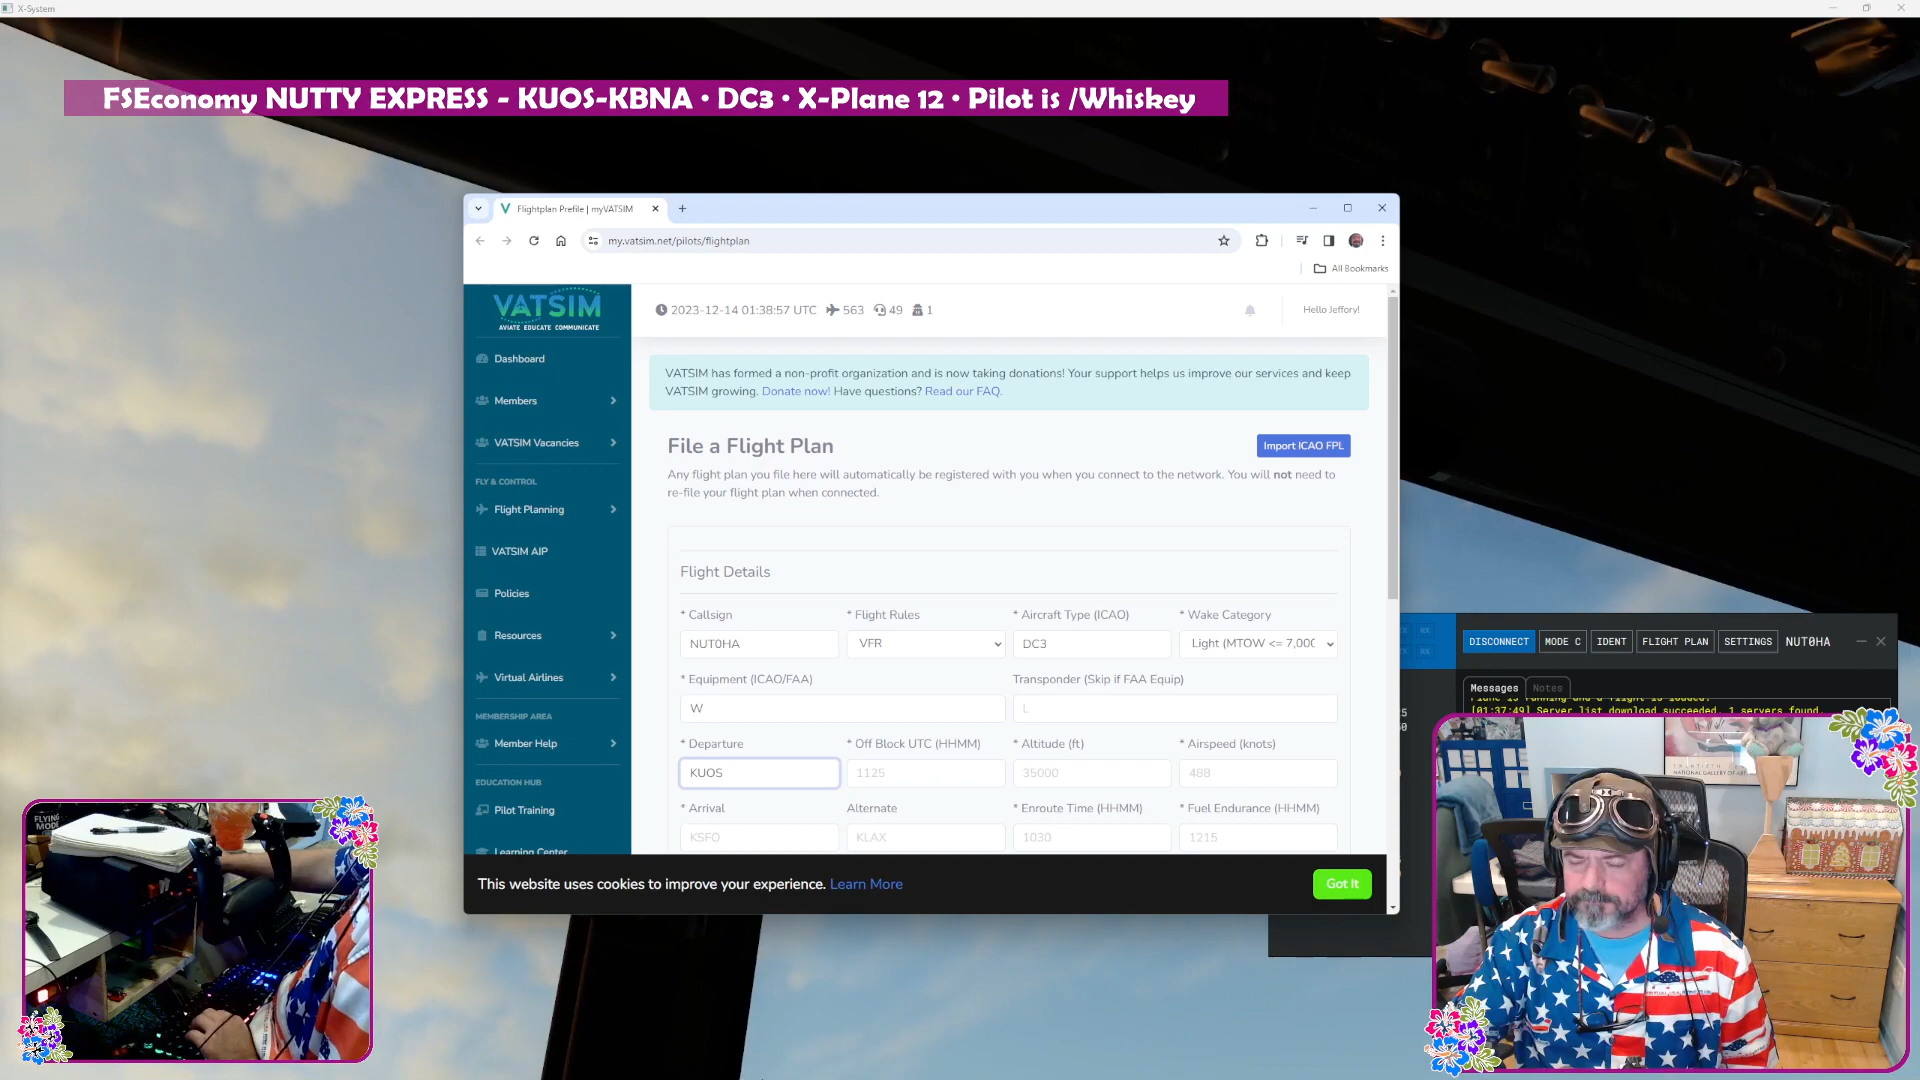 X-System
FSEconomy NUTTY EXPRESS - KUOS-KBNA • DC3 • X-Plane 12 • Pilot is /Whiskey
Flightplan Prefile | myVATSIM
my.vatsim.net/pilots/flightplan
All Bookmarks
VATSIM
AVIATE EDUCATE COMMUNICATE
2023-12-14 01:38:57 UTC 563 49 1
Hello Jeffory!
Dashboard
Members
VATSIM Vacancies
FLY & CONTROL
Flight Planning
VATSIM AIP
Policies
Resources
Virtual Airlines
MEMBERSHIP AREA
Member Help
EDUCATION HUB
Pilot Training
Learning Center
VATSIM has formed a non-profit organization and is now taking donations! Your support helps us improve our services and keep
VATSIM growing. Donate now! Have questions? Read our FAQ.
File a Flight Plan
Import ICAO FPL
Any flight plan you file here will automatically be registered with you when you connect to the network. You will not need to
re-file your flight plan when connected.
Flight Details
* Callsign * Flight Rules * Aircraft Type (ICAO) * Wake Category
NUT0HA VFR DC3 Light (MTOW <= 7,000
* Equipment (ICAO/FAA) Transponder (Skip if FAA Equip)
W L
* Departure * Off Block UTC (HHMM) * Altitude (ft) * Airspeed (knots)
KUOS 1125 35000 488
* Arrival Alternate * Enroute Time (HHMM) * Fuel Endurance (HHMM)
KSFO KLAX 1030 1215
This website uses cookies to improve your experience. Learn More
Got It
DISCONNECT MODE C IDENT FLIGHT PLAN SETTINGS NUT0HA
Messages Notes
[01:37:49] Server list download succeeded. 1 servers found.
FLYING
MODE
NATIONAL GALLERY OF ART